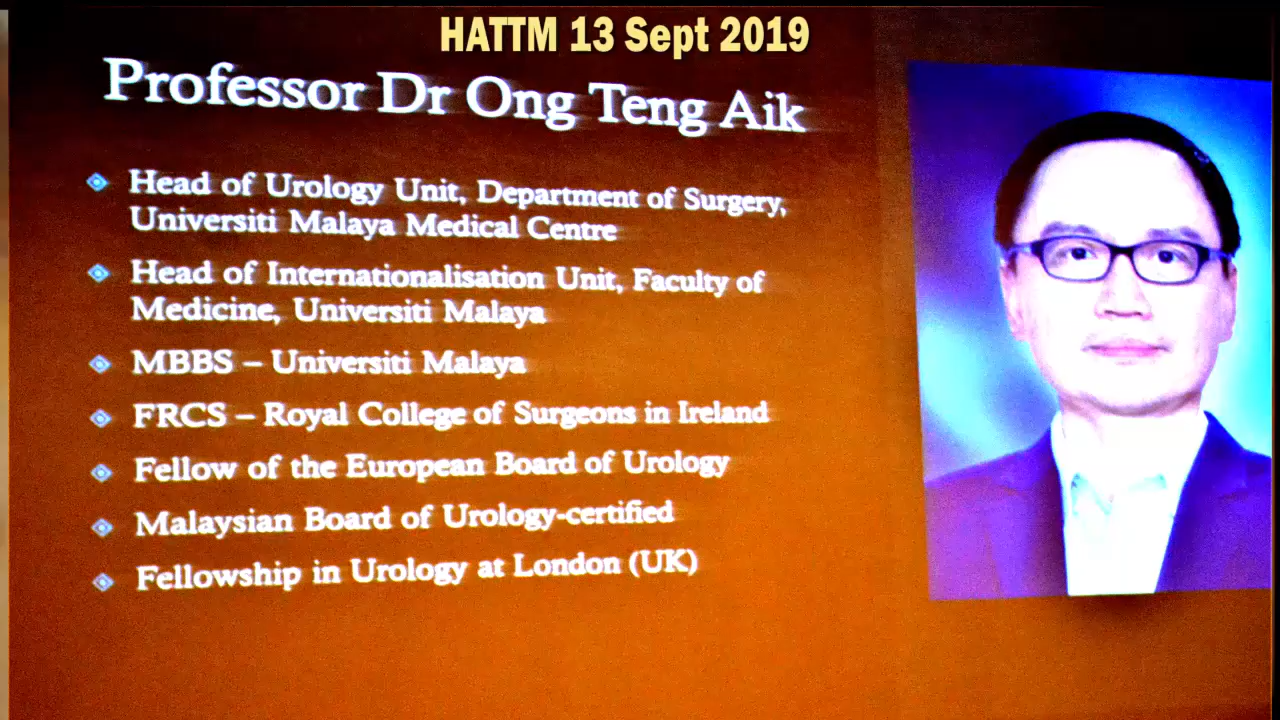 HATTM 13 Sept 2019
Professor Dr Ong Teng Aik
Head of Urology Unit, Department of Surgery,
Universiti Malaya Medical Centre
Head of Internationalisation Unit, Faculty of
Medicine, Universiti Malaya
MBBS – Universiti Malaya
FRCS – Royal College of Surgeons in Ireland
Fellow of the European Board of Urology
Malaysian Board of Urology-certified
Fellowship in Urology at London (UK)